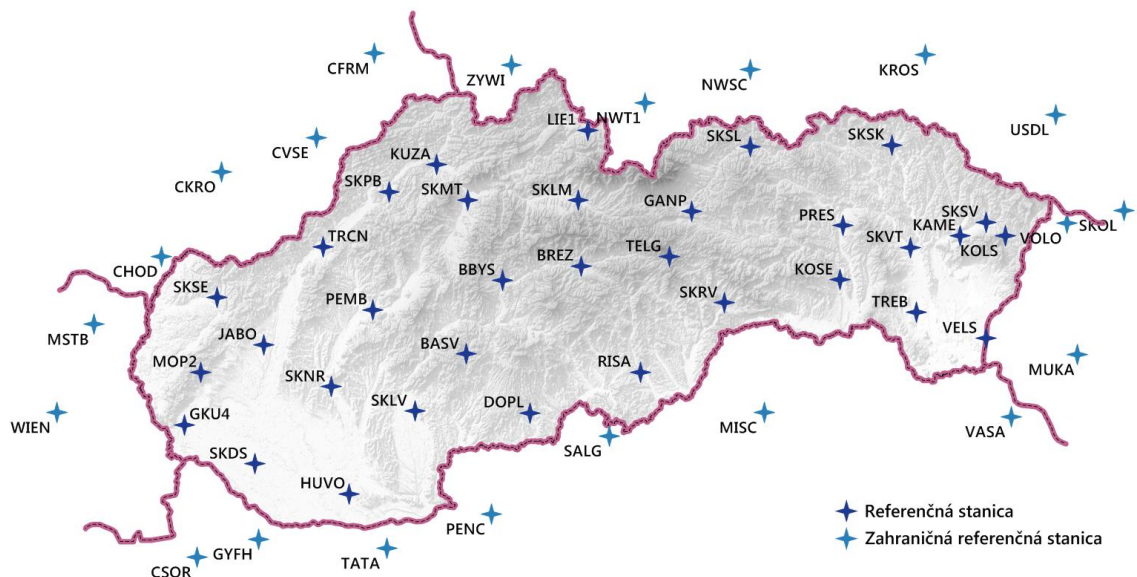 CFRM
ZYWI
NWSC
KROS
LIE1
NWT1
USDL
CVSE
SKSL
SKSK
KUZA
CKRO
SKPB
SKMT
SKLM
GANP
PRES
SKSV
KAME
SKOL
TRCN
SKVT
VOLO
KOLS
CHOD
BBYS
BREZ
TELG
KOSE
SKSE
PEMB
SKRV
TREB
MSTB
JABO
BASV
VELS
MOP2
RISA
MUKA
SKNR
SKLV
DOPL
WIEN
GKU4
MISC
VASA
SKDS
SALG
HUVO
Referenčná stanica
PENC
Zahraničná referenčná stanica
GYFH
TATA
CSOR